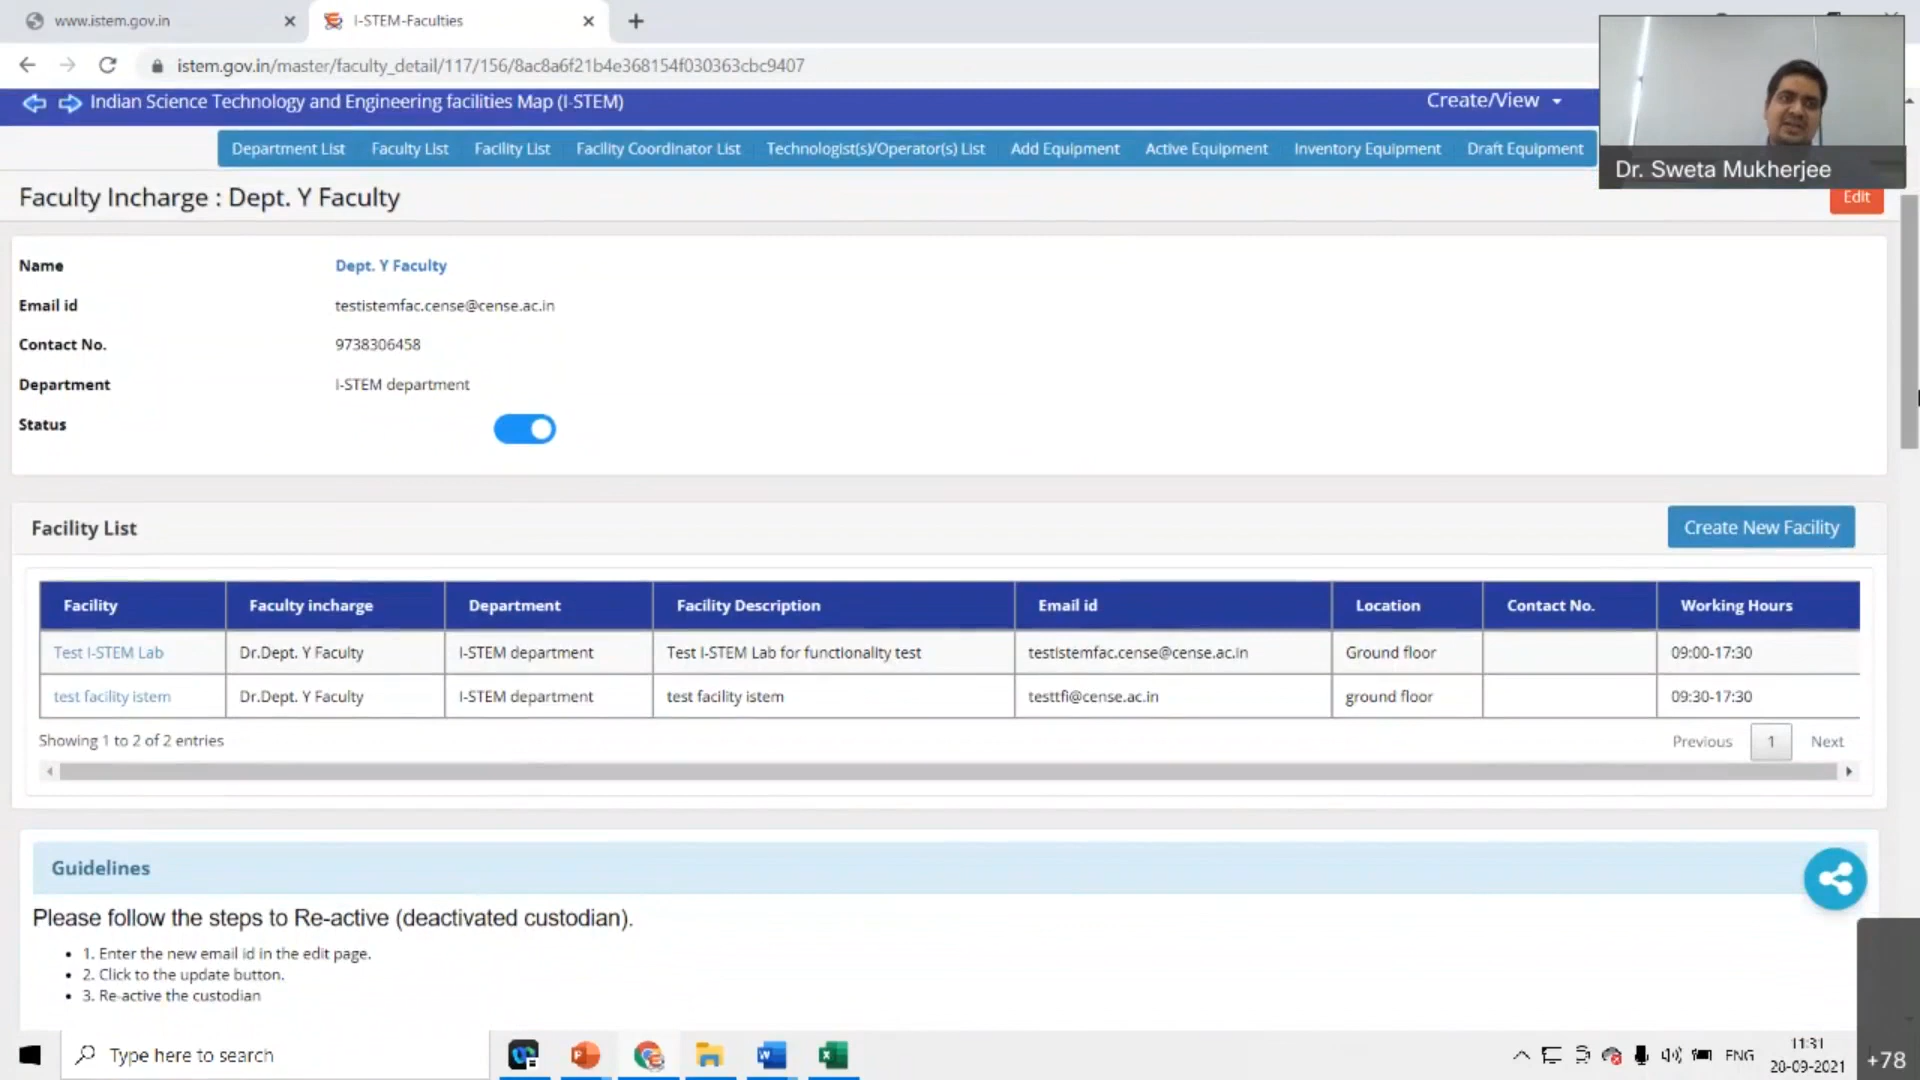 www.istem.gov.in
I-STEM-Faculties
istem.gov.in/master/faculty_detail/117/156/8ac8a6f21b4e368154f030363cbc9407
Indian Science Technology and Engineering facilities Map (I-STEM)
Create/View
Department List Faculty List Facility List Facility Coordinator List Technologist(s)/Operator(s) List Add Equipment Active Equipment Inventory Equipment Draft Equipment
Dr. Sweta Mukherjee
Faculty Incharge : Dept. Y Faculty
Edit
Name Dept. Y Faculty
Email id testistemfac.cense@cense.ac.in
Contact No. 9738306458
Department I-STEM department
Status
Facility List
Create New Facility
Facility Faculty incharge Department Facility Description Email id Location Contact No. Working Hours
Test I-STEM Lab Dr.Dept. Y Faculty I-STEM department Test I-STEM Lab for functionality test testistemfac.cense@cense.ac.in Ground floor 09:00-17:30
test facility istem Dr.Dept. Y Faculty I-STEM department test facility istem testtfi@cense.ac.in ground floor 09:30-17:30
Showing 1 to 2 of 2 entries
Previous 1 Next
Guidelines
Please follow the steps to Re-active (deactivated custodian).
• 1. Enter the new email id in the edit page.
• 2. Click to the update button.
• 3. Re-active the custodian
Type here to search
ENG
11:31
20-09-2021
+78